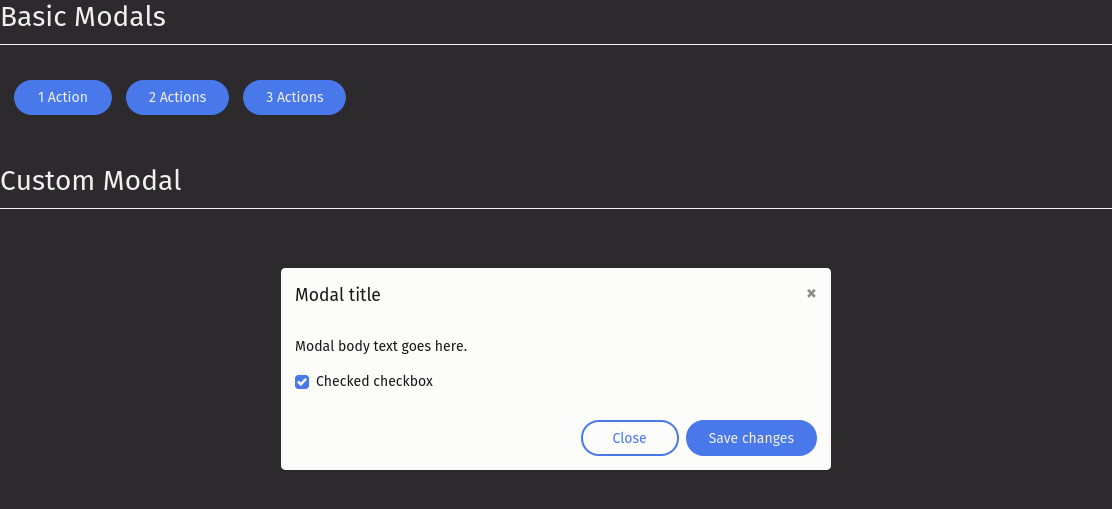 Basic Modals
1 Action 2 Actions 3 Actions
Custom Modal
Modal title ×
Modal body text goes here.
Checked checkbox
Close Save changes